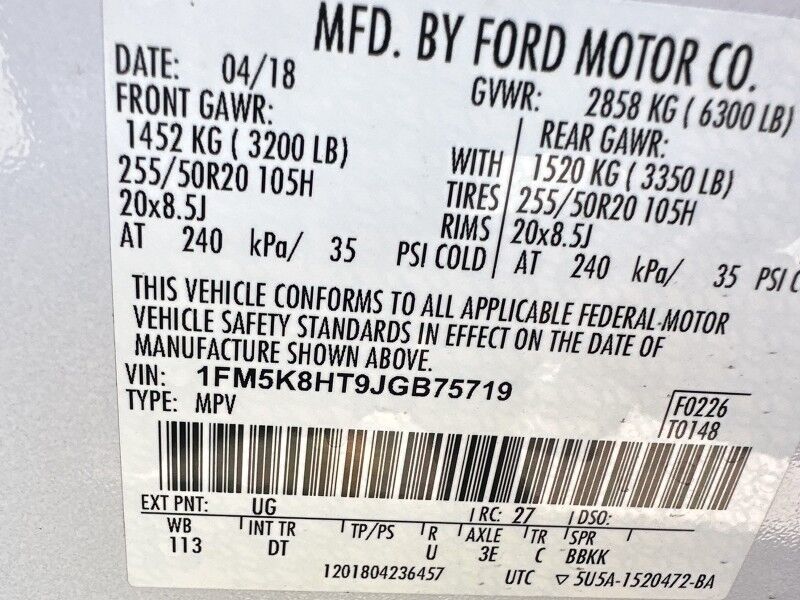 MFD. BY FORD MOTOR CO.
DATE: 04/18 GVWR: 2858 KG ( 6300 LB)
FRONT GAWR: REAR GAWR:
1452 KG ( 3200 LB) WITH 1520 KG ( 3350 LB)
255/50R20 105H TIRES 255/50R20 105H
20x8.5J RIMS 20x8.5J
AT 240 kPa/ 35 PSI COLD AT 240 kPa/ 35 PSI C
THIS VEHICLE CONFORMS TO ALL APPLICABLE FEDERAL-MOTOR
VEHICLE SAFETY STANDARDS IN EFFECT ON THE DATE OF
MANUFACTURE SHOWN ABOVE.
VIN: 1FM5K8HT9JGB75719
TYPE: MPV F0226
T0148
EXT PNT: UG RC: 27 DSO:
WB INT TR TP/PS R AXLE TR SPR
113 DT U 3E C BBKK
1201804236457 UTC ▽ 5U5A-1520472-BA